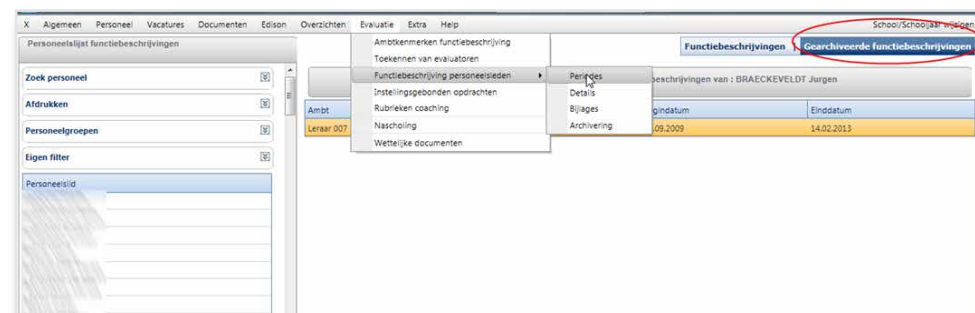 X Algemeen Personeel Vacatures Documenten Edison Overzichten Evaluatie Extra Help School/Schooljaar wijzigen
Personeelslijst functiebeschrijvingen
Zoek personeel
Afdrukken
Personeelgroepen
Eigen filter
Personeelslid
Ambtkenmerken functiebeschrijving
Toekennen van evaluatoren
Functiebeschrijving personeelsleden
Instellingsgebonden opdrachten
Rubrieken coaching
Nascholing
Wettelijke documenten
Periodes
Details
Bijlages
Archivering
Functiebeschrijvingen | Gearchiveerde functiebeschrijvingen
beschrijvingen van : BRAECKEVELDT Jurgen
Ambt gindatum Einddatum
Leraar 007 .09.2009 14.02.2013